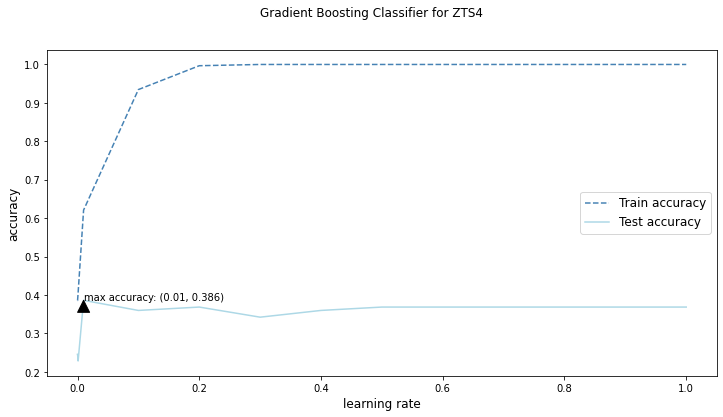 Gradient Boosting Classifier for ZTS4
1.0
0.9
0.8
0.7
0.6
0.5
0.4
0.3
0.2
accuracy
Train accuracy
Test accuracy
max accuracy: (0.01, 0.386)
0.0 0.2 0.4 0.6 0.8 1.0
learning rate